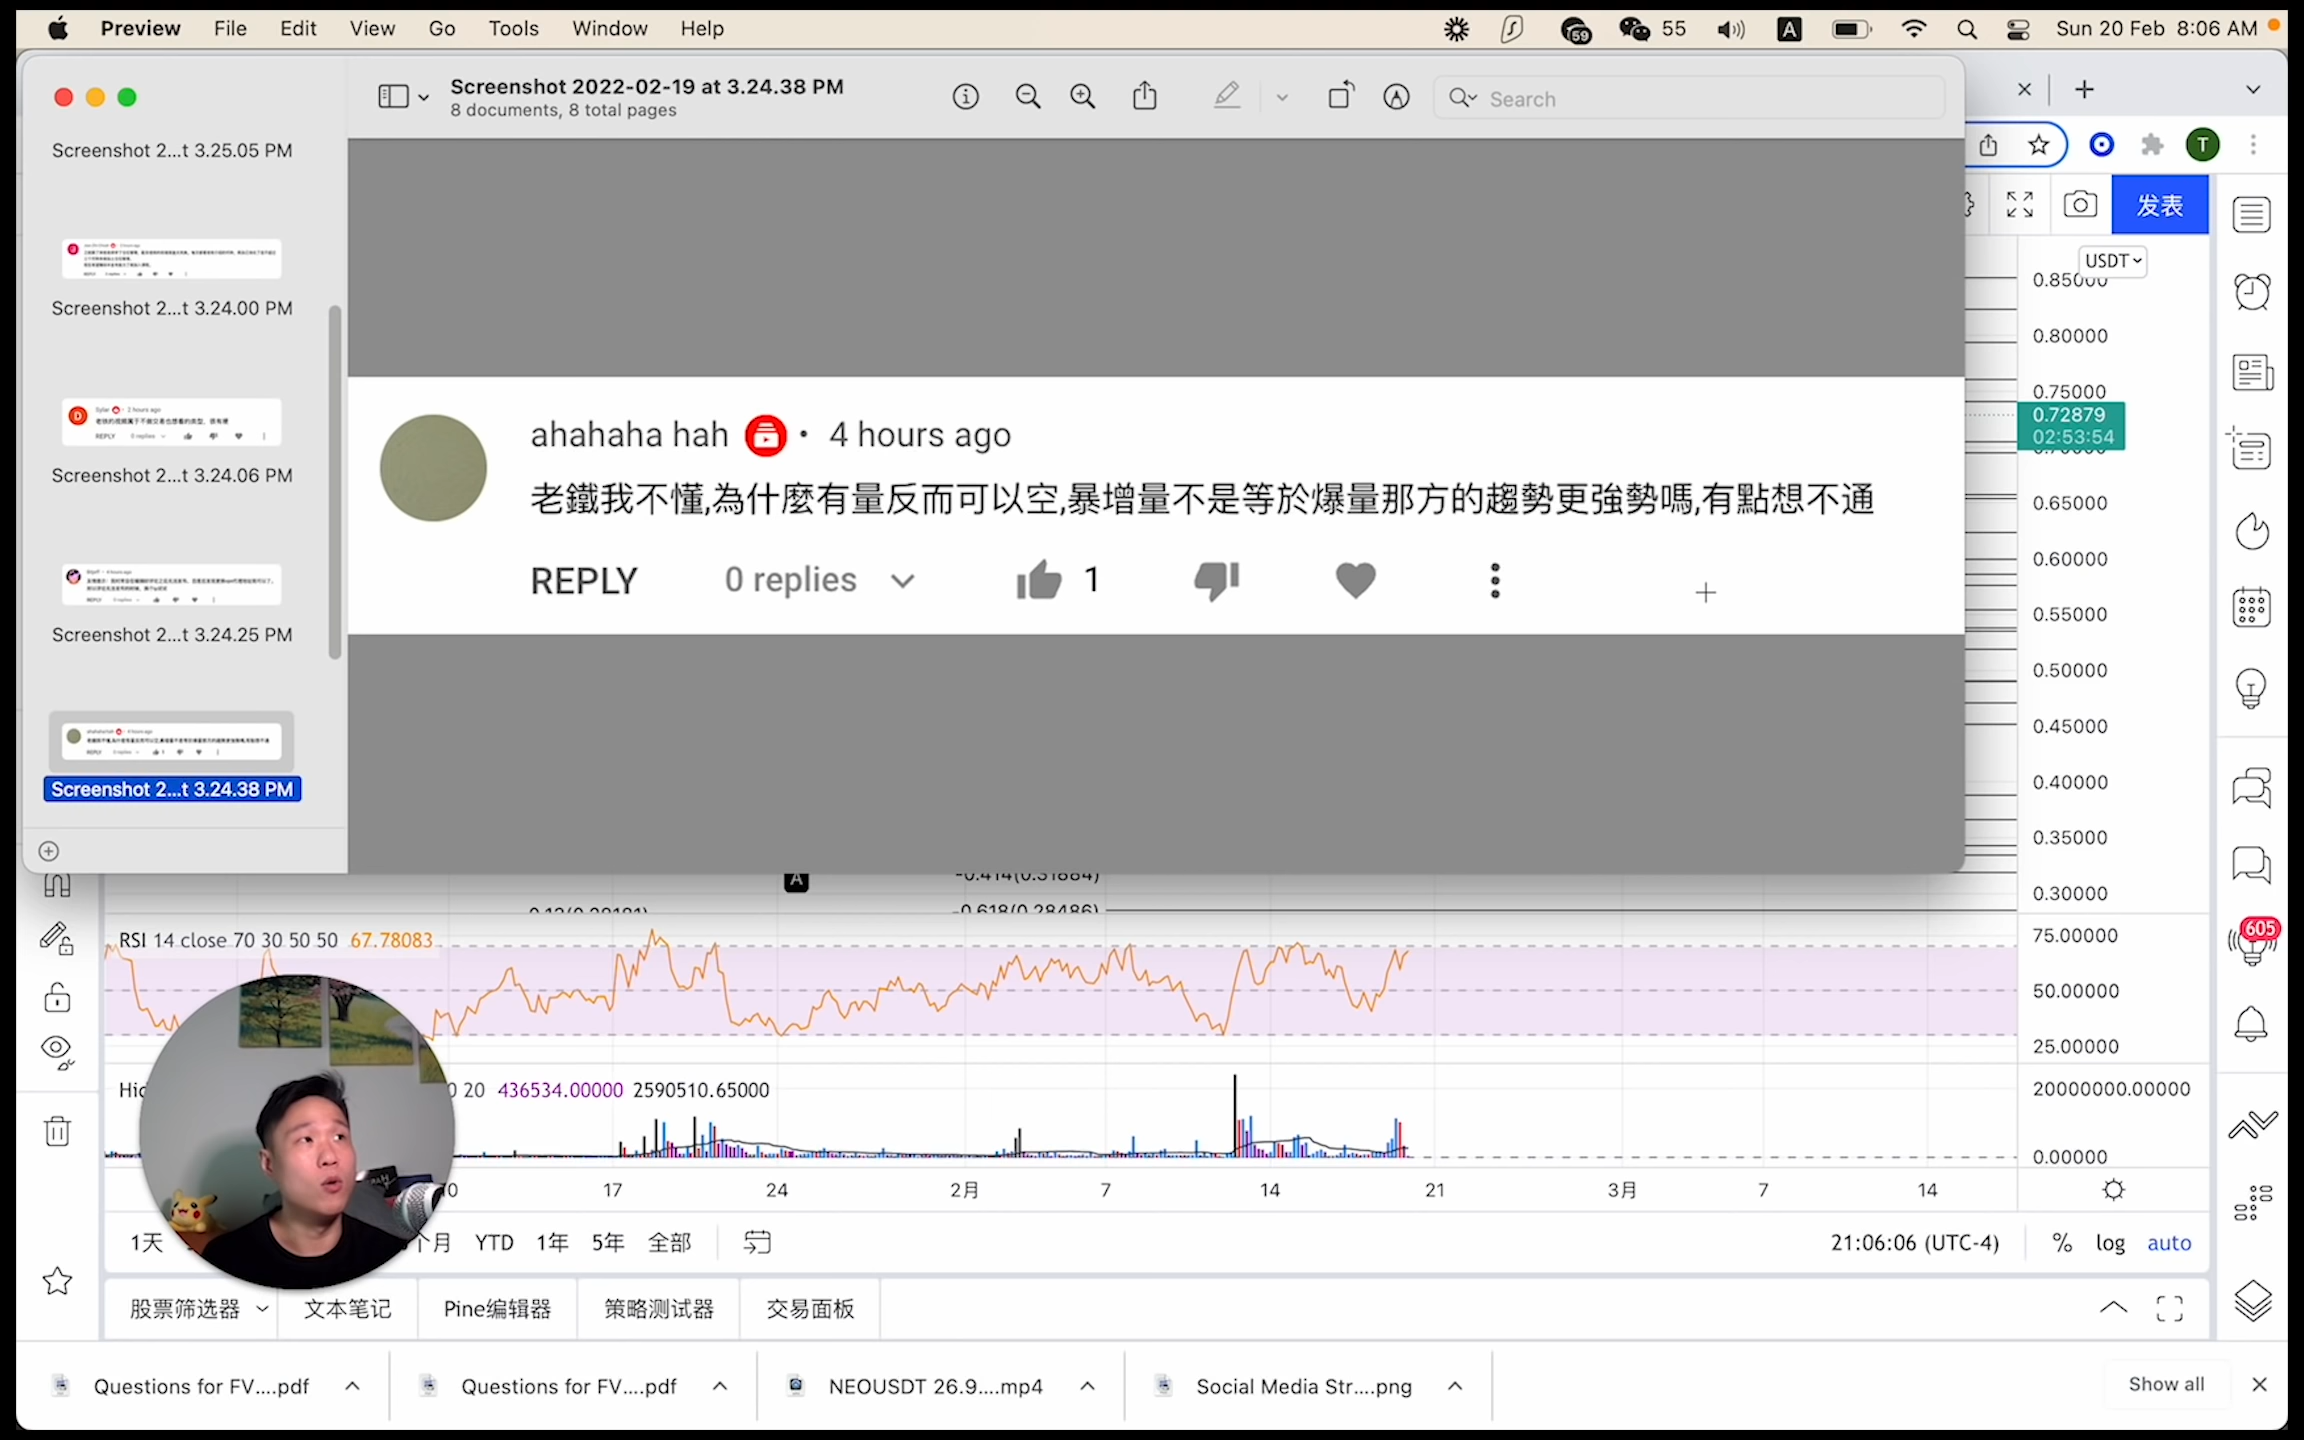 Preview File Edit View Go Tools Window Help
59 55 A Sun 20 Feb 8:06 AM
Screenshot 2022-02-19 at 3.24.38 PM
8 documents, 8 total pages
Search
Screenshot 2...t 3.25.05 PM
Screenshot 2...t 3.24.00 PM
Screenshot 2...t 3.24.06 PM
Screenshot 2...t 3.24.25 PM
Screenshot 2...t 3.24.38 PM
ahahaha hah • 4 hours ago
老鐵我不懂,為什麼有量反而可以空,暴增量不是等於爆量那方的趨勢更強勢嗎,有點想不通
REPLY 0 replies 1
T
发表
USDT
0.85000
0.80000
0.75000
0.72879
02:53:54
0.65000
0.60000
0.55000
0.50000
0.45000
0.40000
0.35000
0.30000
A
-0.414(0.31884)
-0.618(0.28486)
RSI 14 close 70 30 50 50 67.78083
75.00000
50.00000
25.00000
605
20 436534.00000 2590510.65000
20000000.00000
0.00000
17 24 2月 7 14 21 3月 7 14
1天 个月 YTD 1年 5年 全部
21:06:06 (UTC-4) % log auto
股票筛选器 文本笔记 Pine编辑器 策略测试器 交易面板
Questions for FV....pdf Questions for FV....pdf NEOUSDT 26.9....mp4 Social Media Str....png Show all